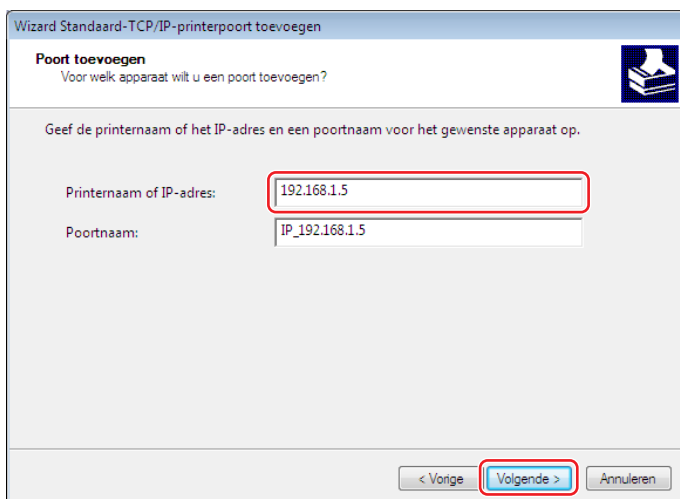 Wizard Standaard-TCP/IP-printerpoort toevoegen
Poort toevoegen
Voor welk apparaat wilt u een poort toevoegen?
Geef de printernaam of het IP-adres en een poortnaam voor het gewenste apparaat op.
Printernaam of IP-adres: 192.168.1.5
Poortnaam: IP_192.168.1.5
< Vorige Volgende > Annuleren